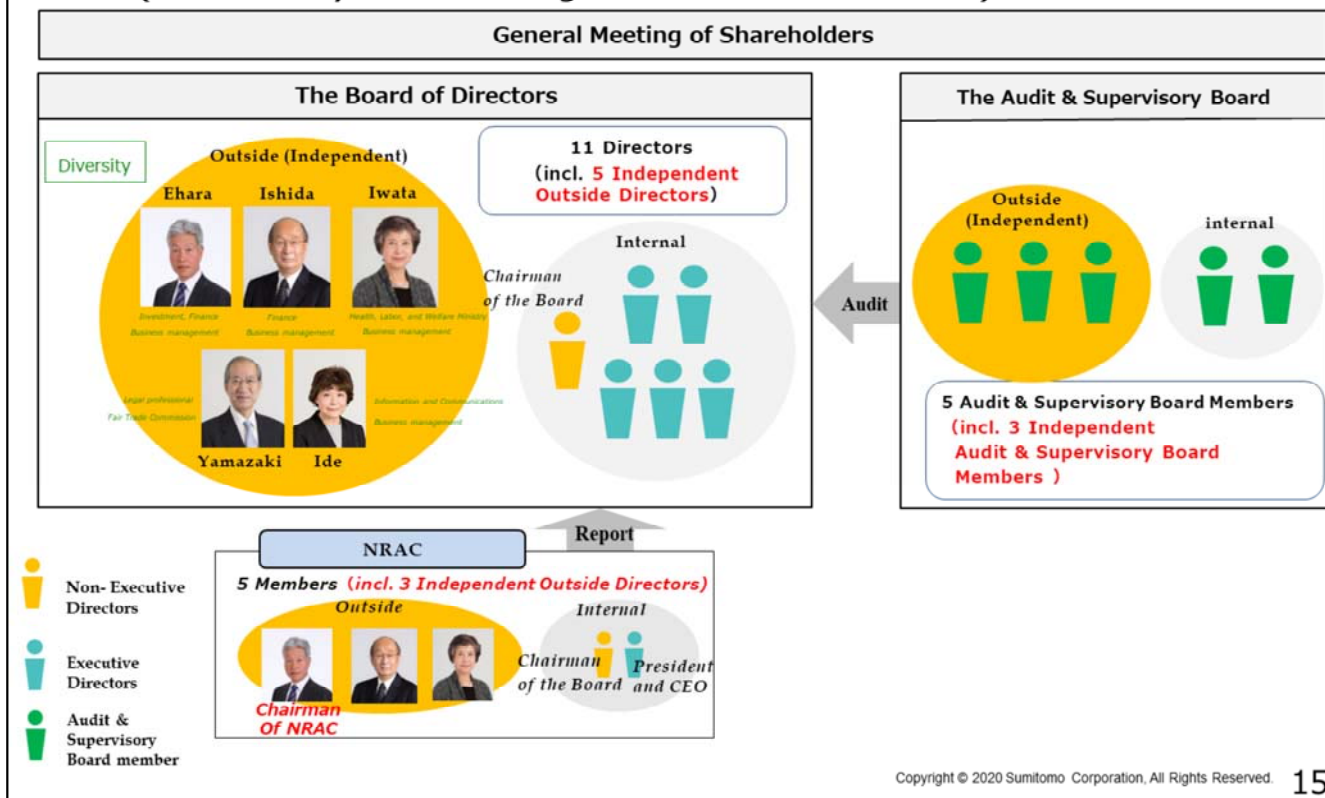 General Meeting of Shareholders
The Board of Directors
Diversity
Outside (Independent)
Ehara Ishida Iwata
Investment, Finance
Business management
Finance
Business management
Health, Labor, and Welfare Ministry
Business management
Legal professional
Fair Trade Commission
Information and Communications
Business management
Yamazaki Ide
11 Directors
(incl. 5 Independent
Outside Directors)
Internal
Chairman
of the Board
Audit
The Audit & Supervisory Board
Outside
(Independent)
internal
5 Audit & Supervisory Board Members
(incl. 3 Independent
Audit & Supervisory Board
Members )
Report
NRAC
5 Members (incl. 3 Independent Outside Directors)
Outside
Chairman
Of NRAC
Internal
Chairman
of the Board
President
and CEO
Non- Executive
Directors
Executive
Directors
Audit &
Supervisory
Board member
Copyright © 2020 Sumitomo Corporation, All Rights Reserved. 15